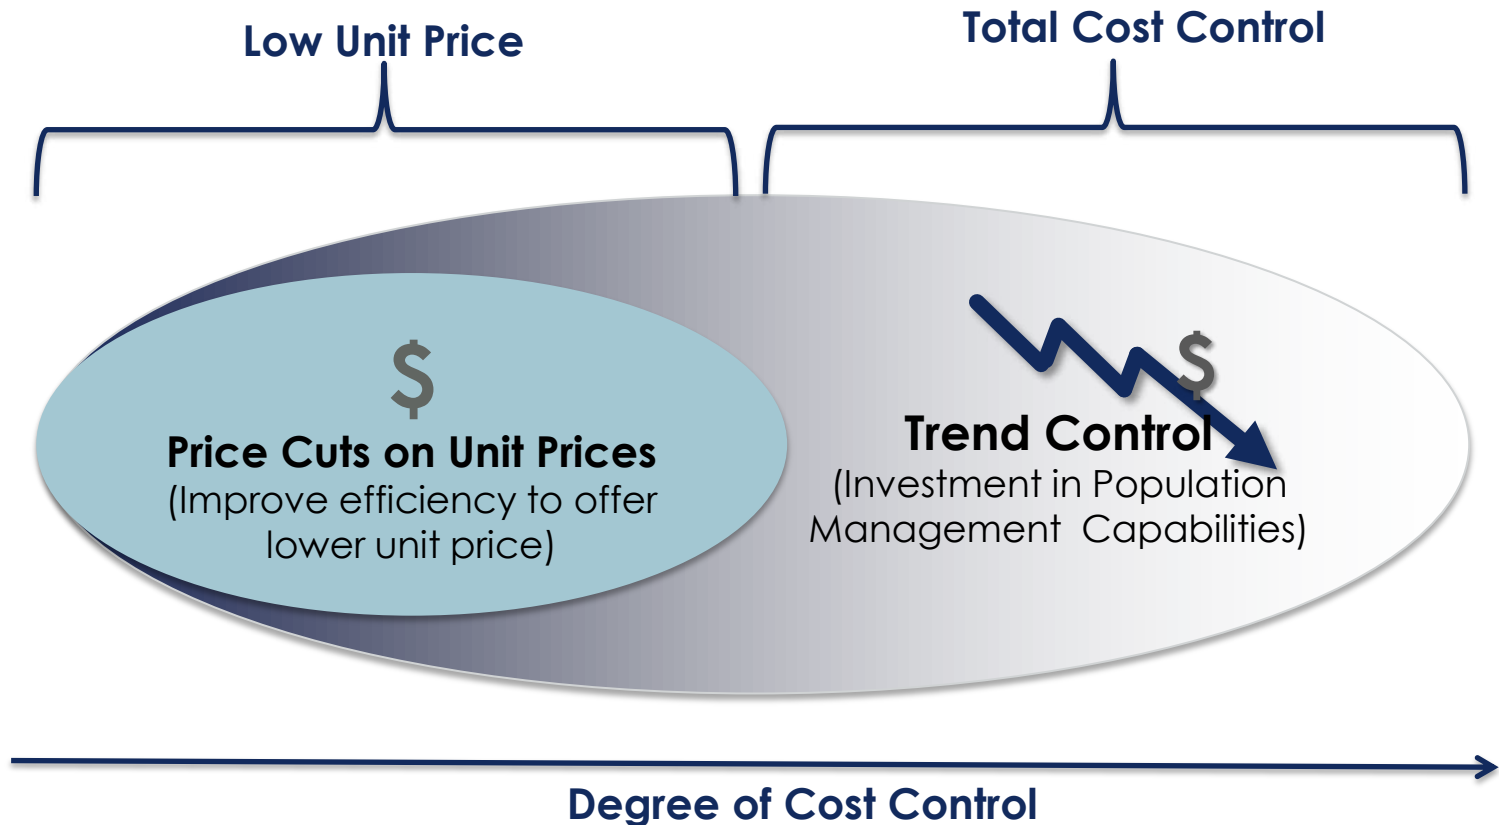 Low Unit Price
Total Cost Control
$
Price Cuts on Unit Prices
(Improve efficiency to offer
lower unit price)
$
Trend Control
(Investment in Population
Management  Capabilities)
Degree of Cost Control